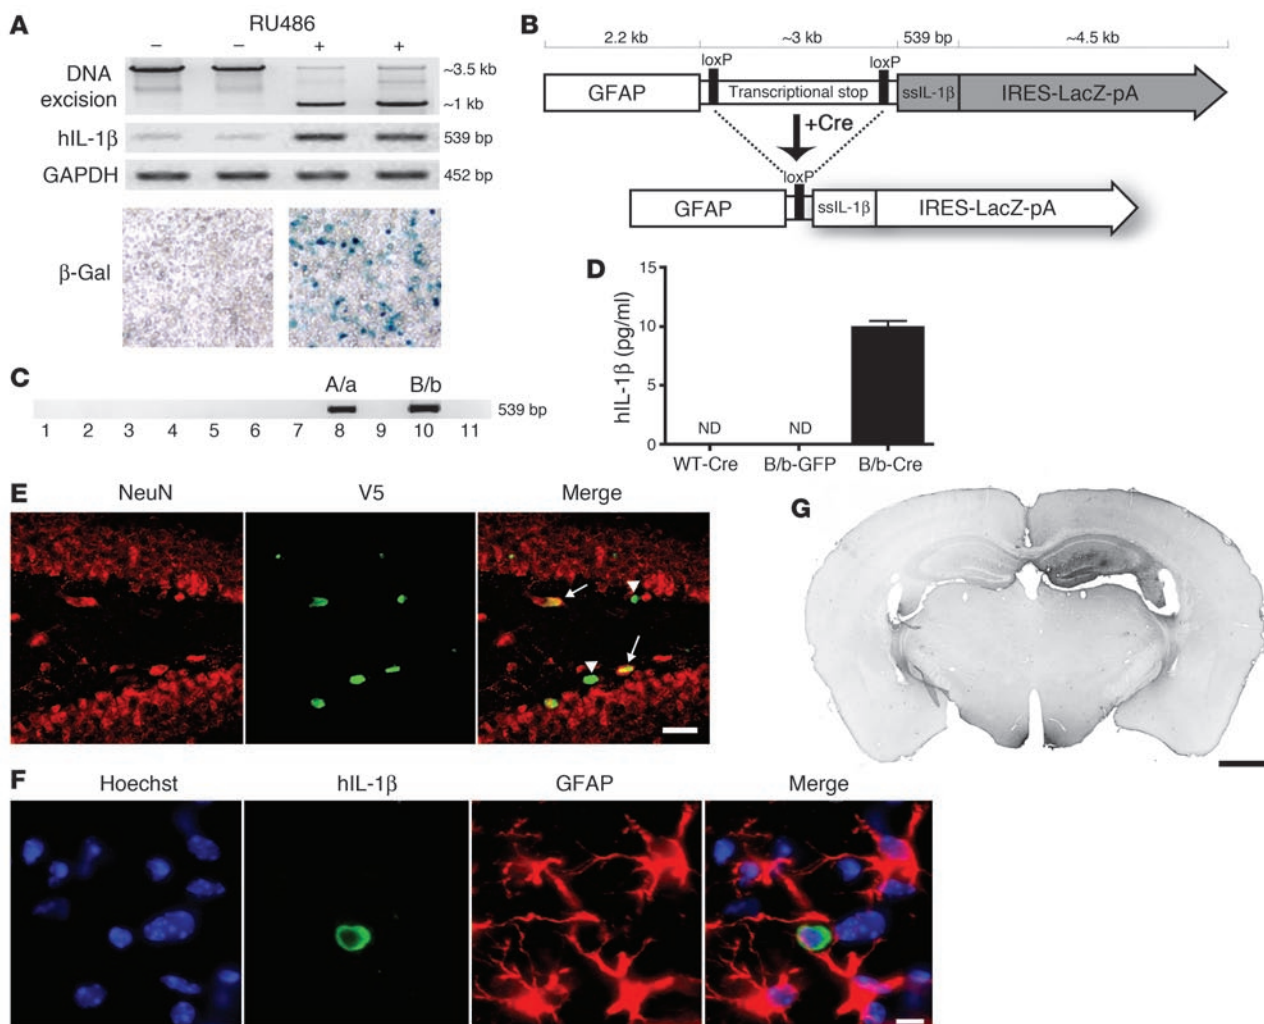 A
RU486
– – + +
DNA excision
~3.5 kb
~1 kb
hIL-1β
539 bp
GAPDH
452 bp
β-Gal
B
2.2 kb ~3 kb 539 bp ~4.5 kb
loxP loxP
GFAP Transcriptional stop ssIL-1β IRES-LacZ-pA
+Cre
loxP
GFAP ssIL-1β IRES-LacZ-pA
C
A/a B/b
539 bp
1 2 3 4 5 6 7 8 9 10 11
D
hIL-1β (pg/ml)
15
10
5
0
ND ND
WT-Cre B/b-GFP B/b-Cre
E
NeuN V5 Merge
F
Hoechst hIL-1β GFAP Merge
G